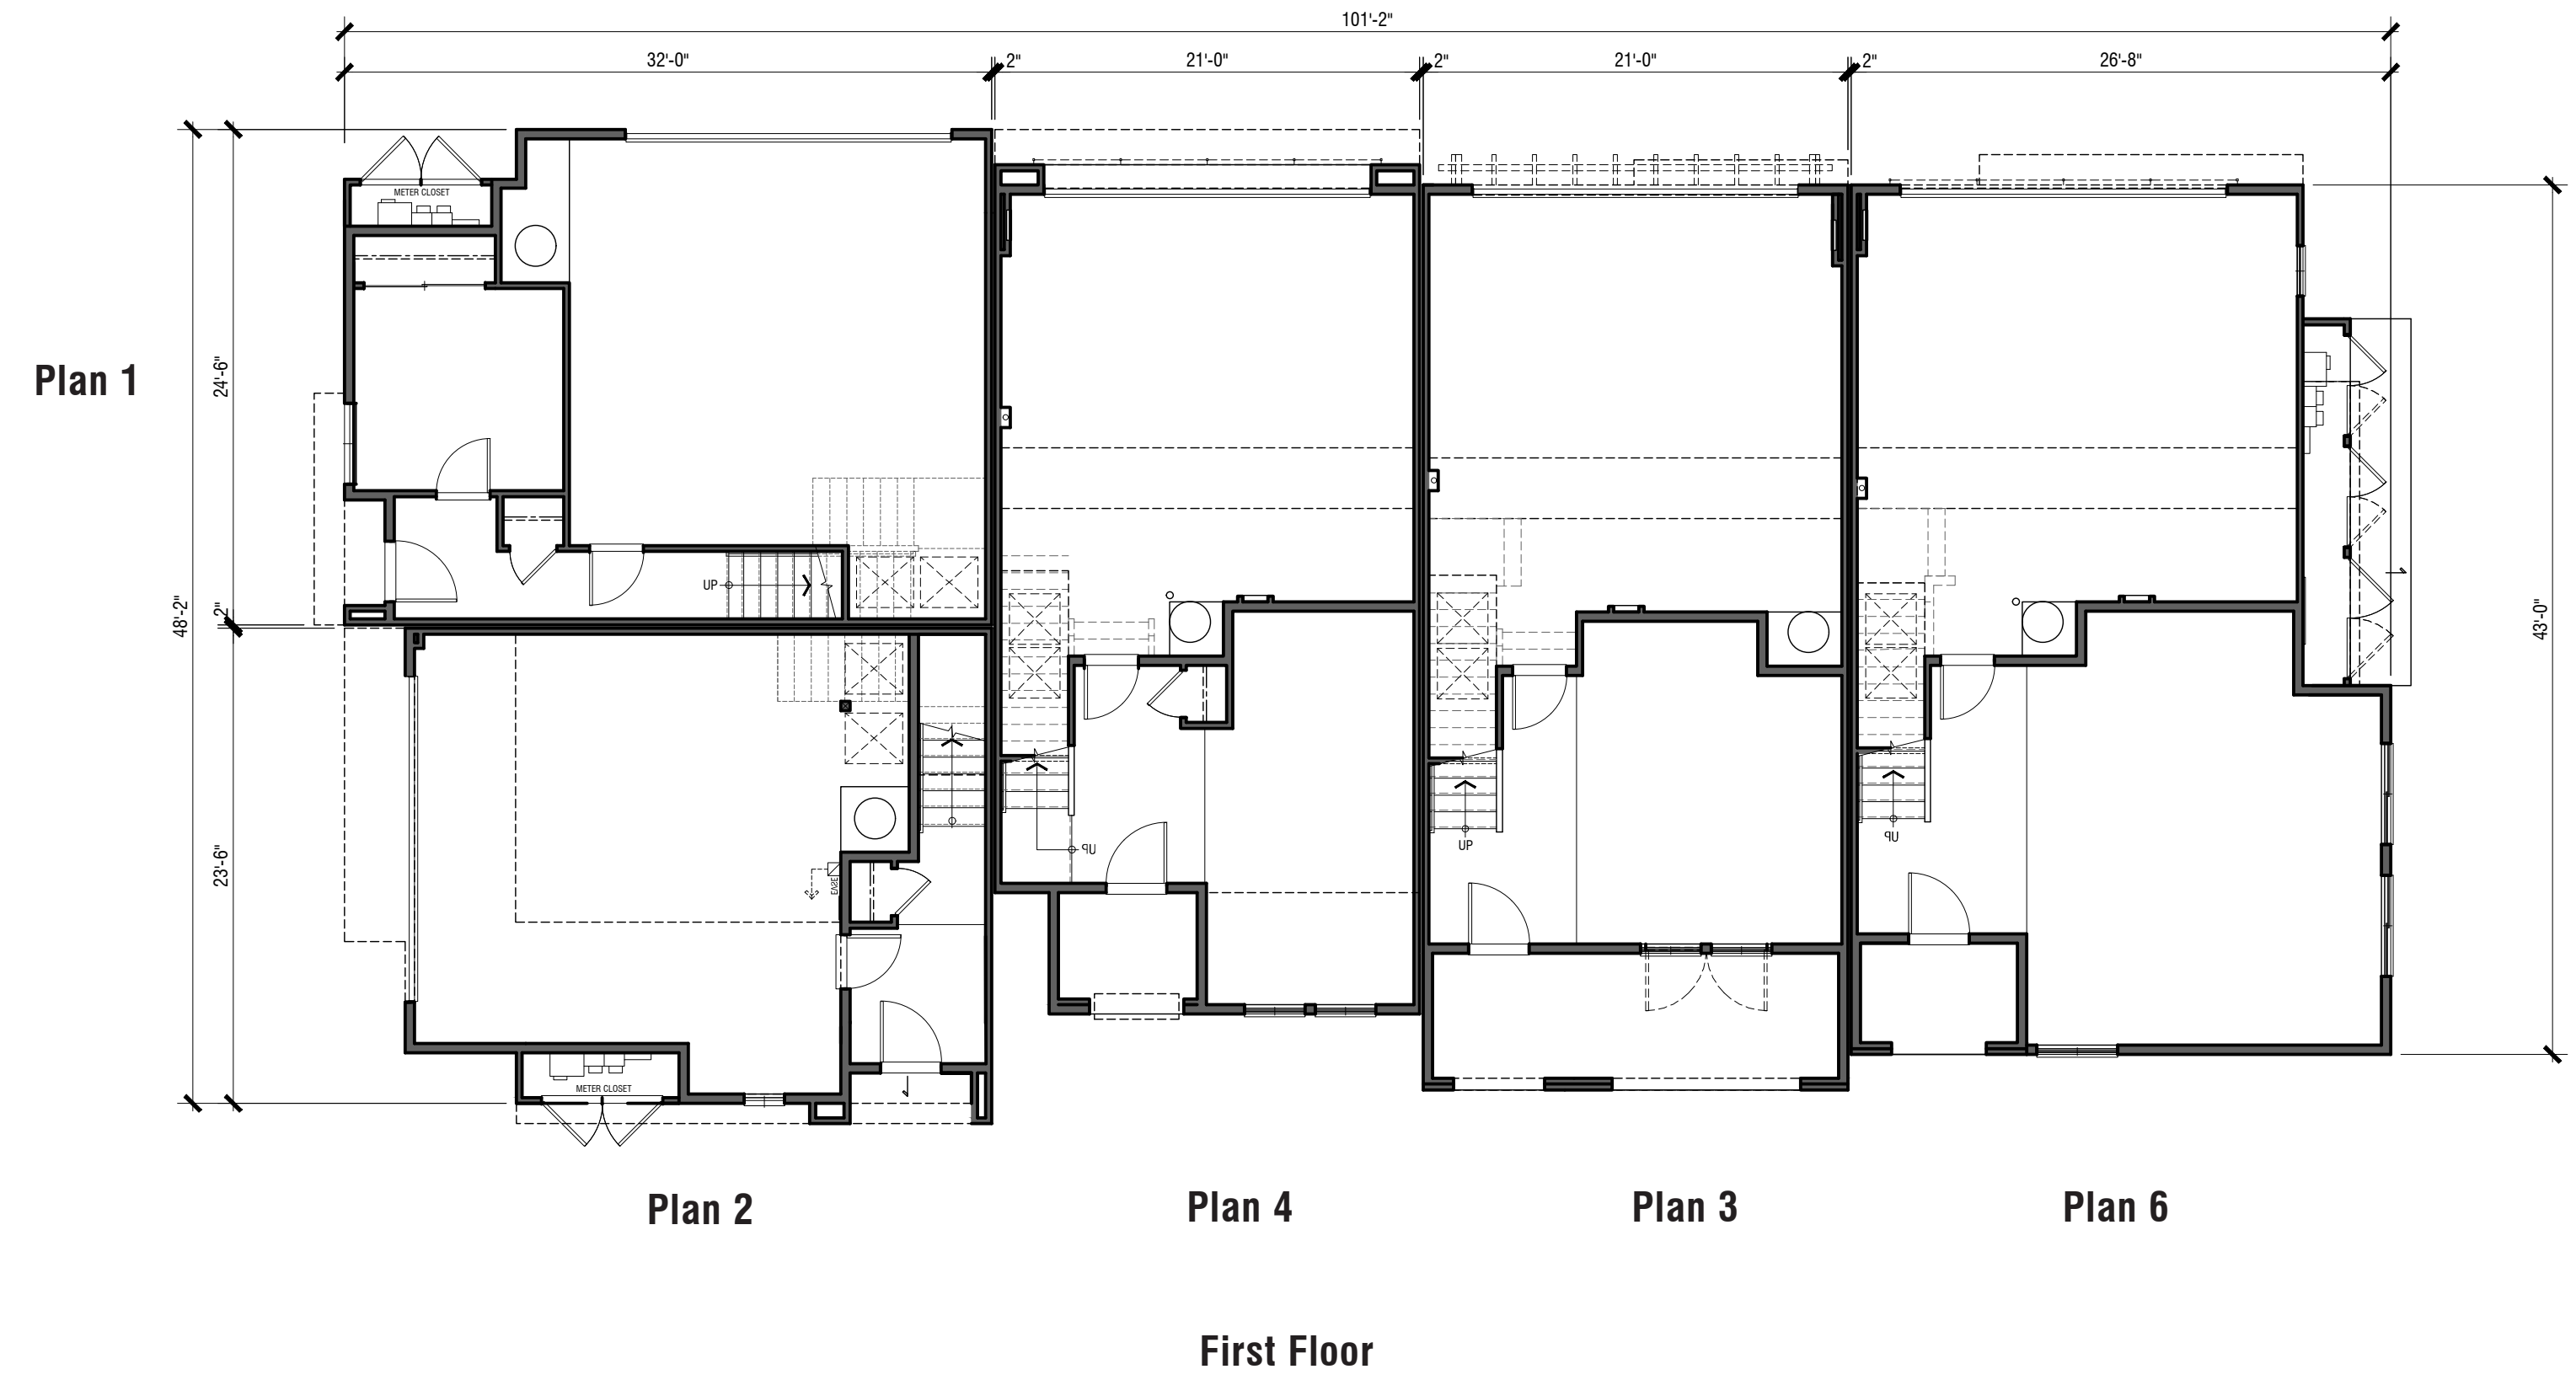 101'-2"
32'-0"
2"
21'-0"
2"
21'-0"
2"
26'-8"
METER CLOSET
Plan 1
24'-6"
48'-2"
2"
43'-0"
UP
UP
UP
UP
23'-6"
EASE
METER CLOSET
Plan 2
Plan 4
Plan 3
Plan 6
First Floor